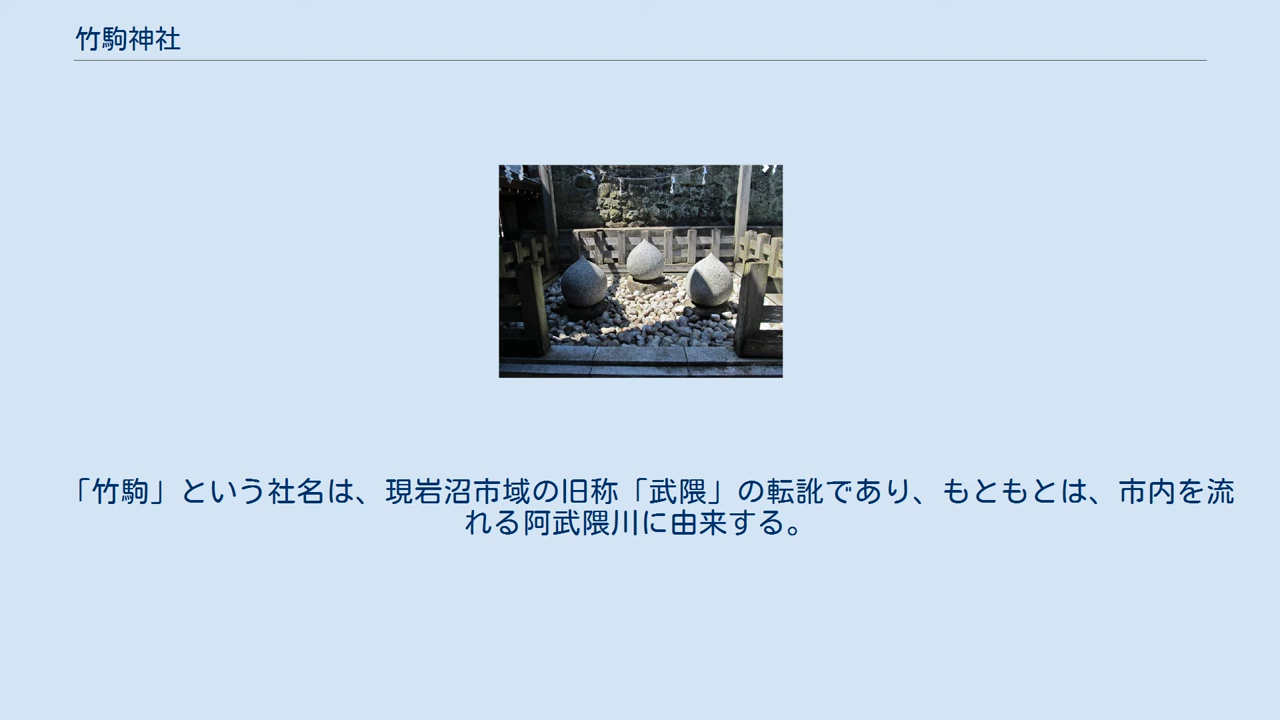 竹駒神社
「竹駒」という社名は、現岩沼市域の旧称「武隈」の転訛であり、もともとは、市内を流
れる阿武隈川に由来する。